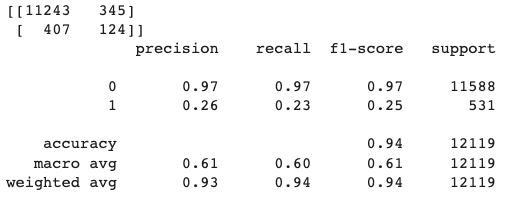 [[11243 345]
[ 407 124]]
precision recall f1-score support
0 0.97 0.97 0.97 11588
1 0.26 0.23 0.25 531
accuracy 0.94 12119
macro avg 0.61 0.60 0.61 12119
weighted avg 0.93 0.94 0.94 12119